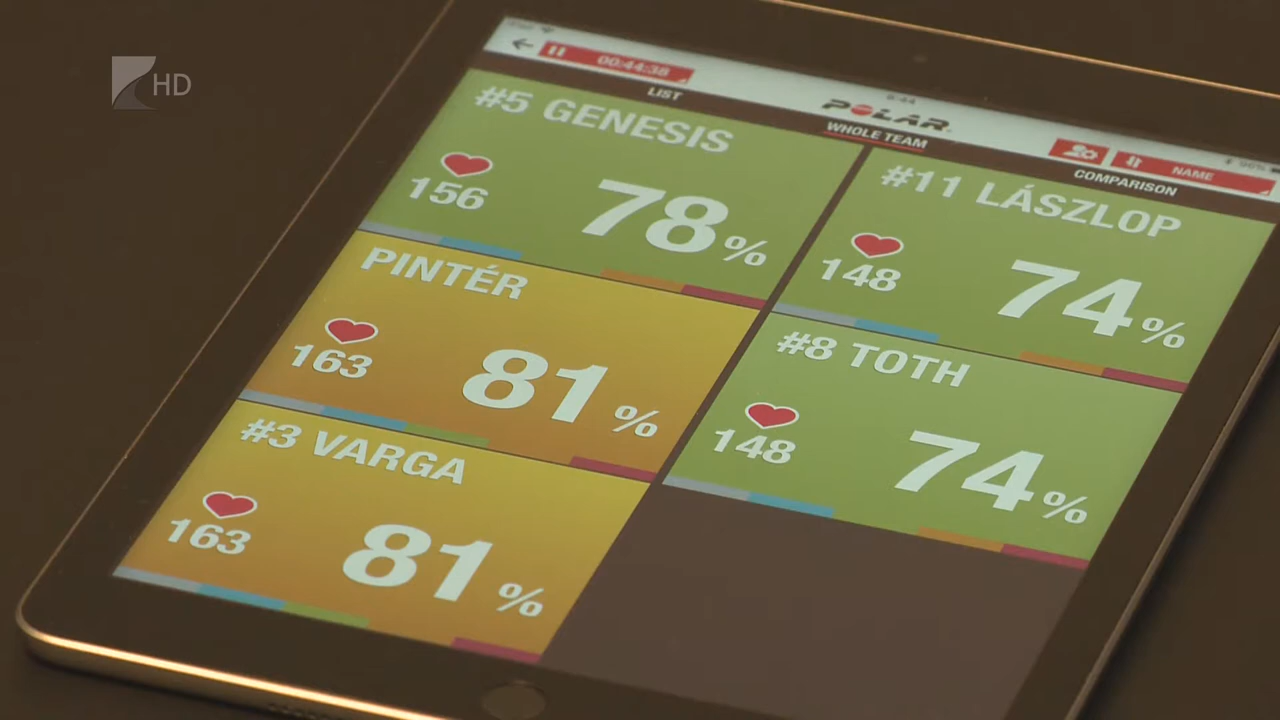 HD
00:44:38
LIST
POLAR
WHOLE TEAM
NAME
COMPARISON
#5 GENESIS
156
78%
#11 LÁSZLOP
148
74%
PINTÉR
163
81%
#8 TOTH
148
74%
#3 VARGA
163
81%